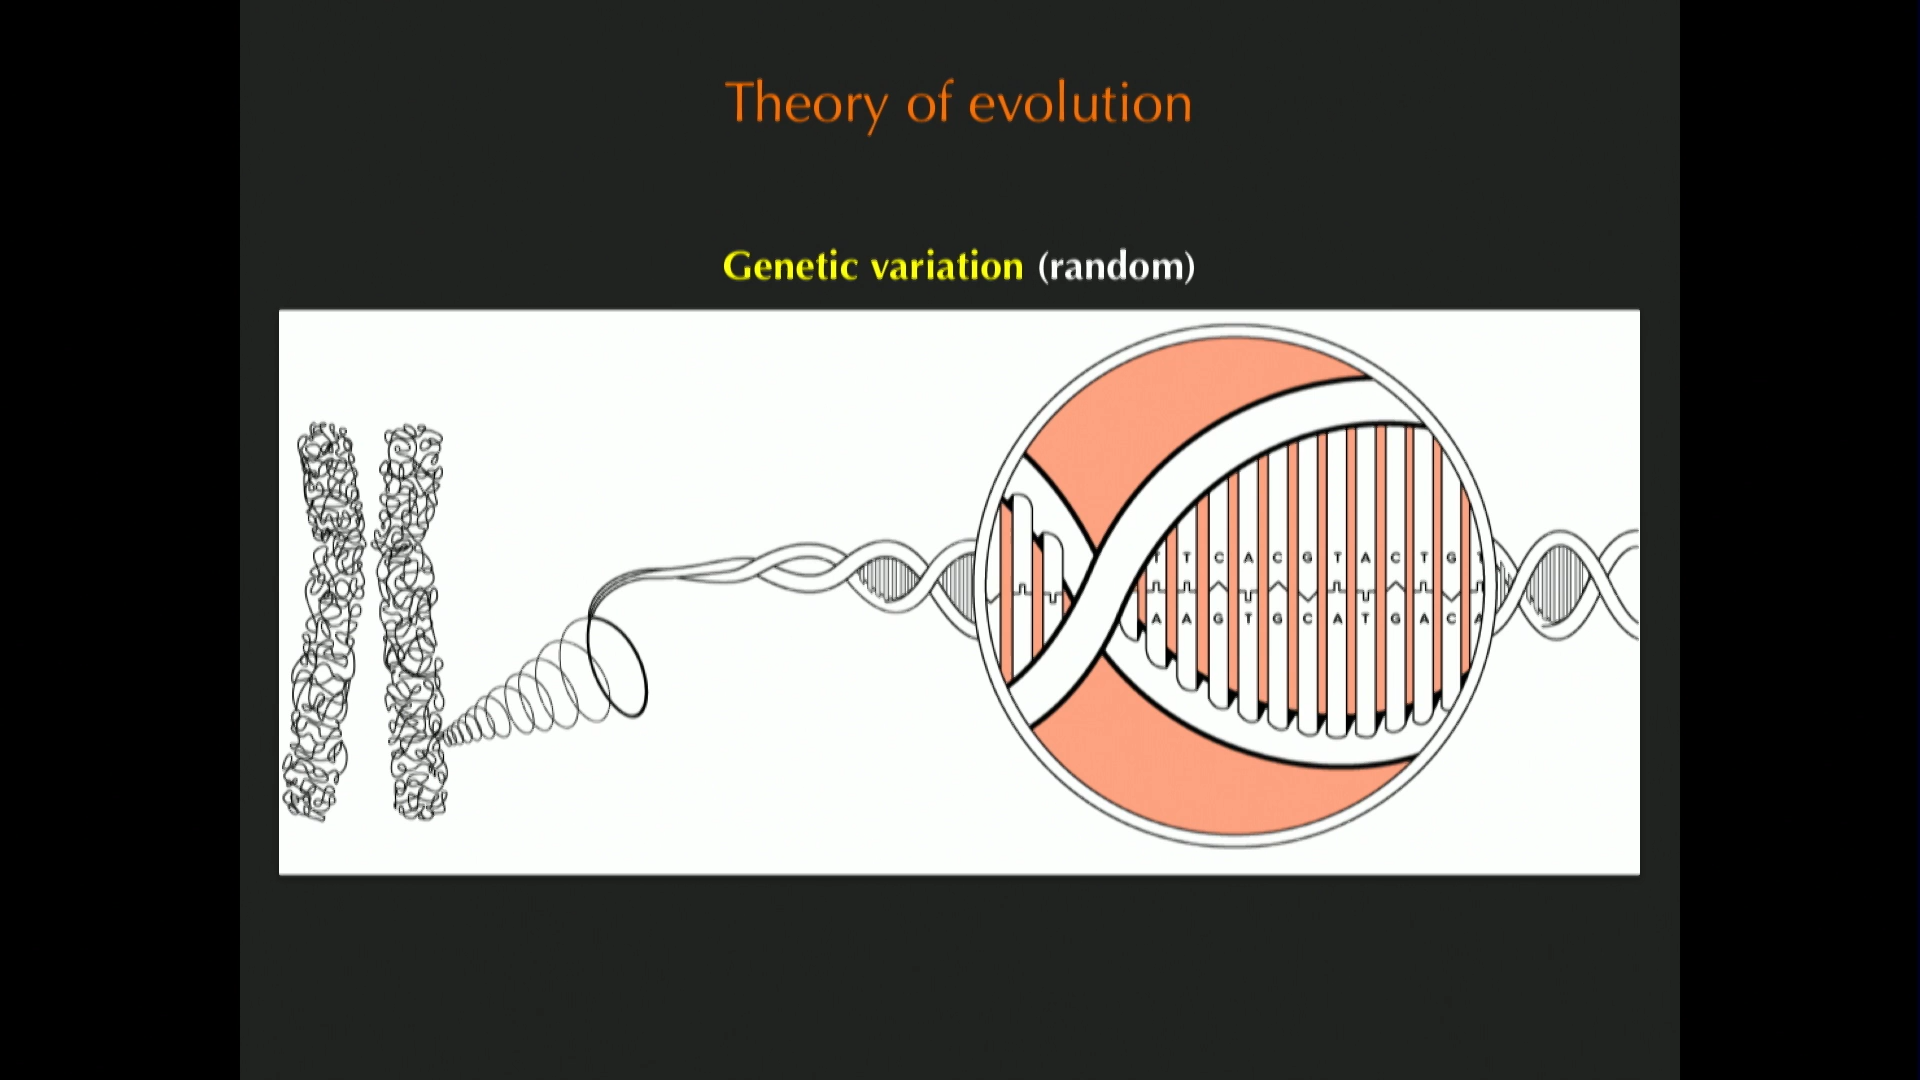 Theory of evolution
Genetic variation (random)
T T C A C G T A C T G T
A A G T G C A T G A C A